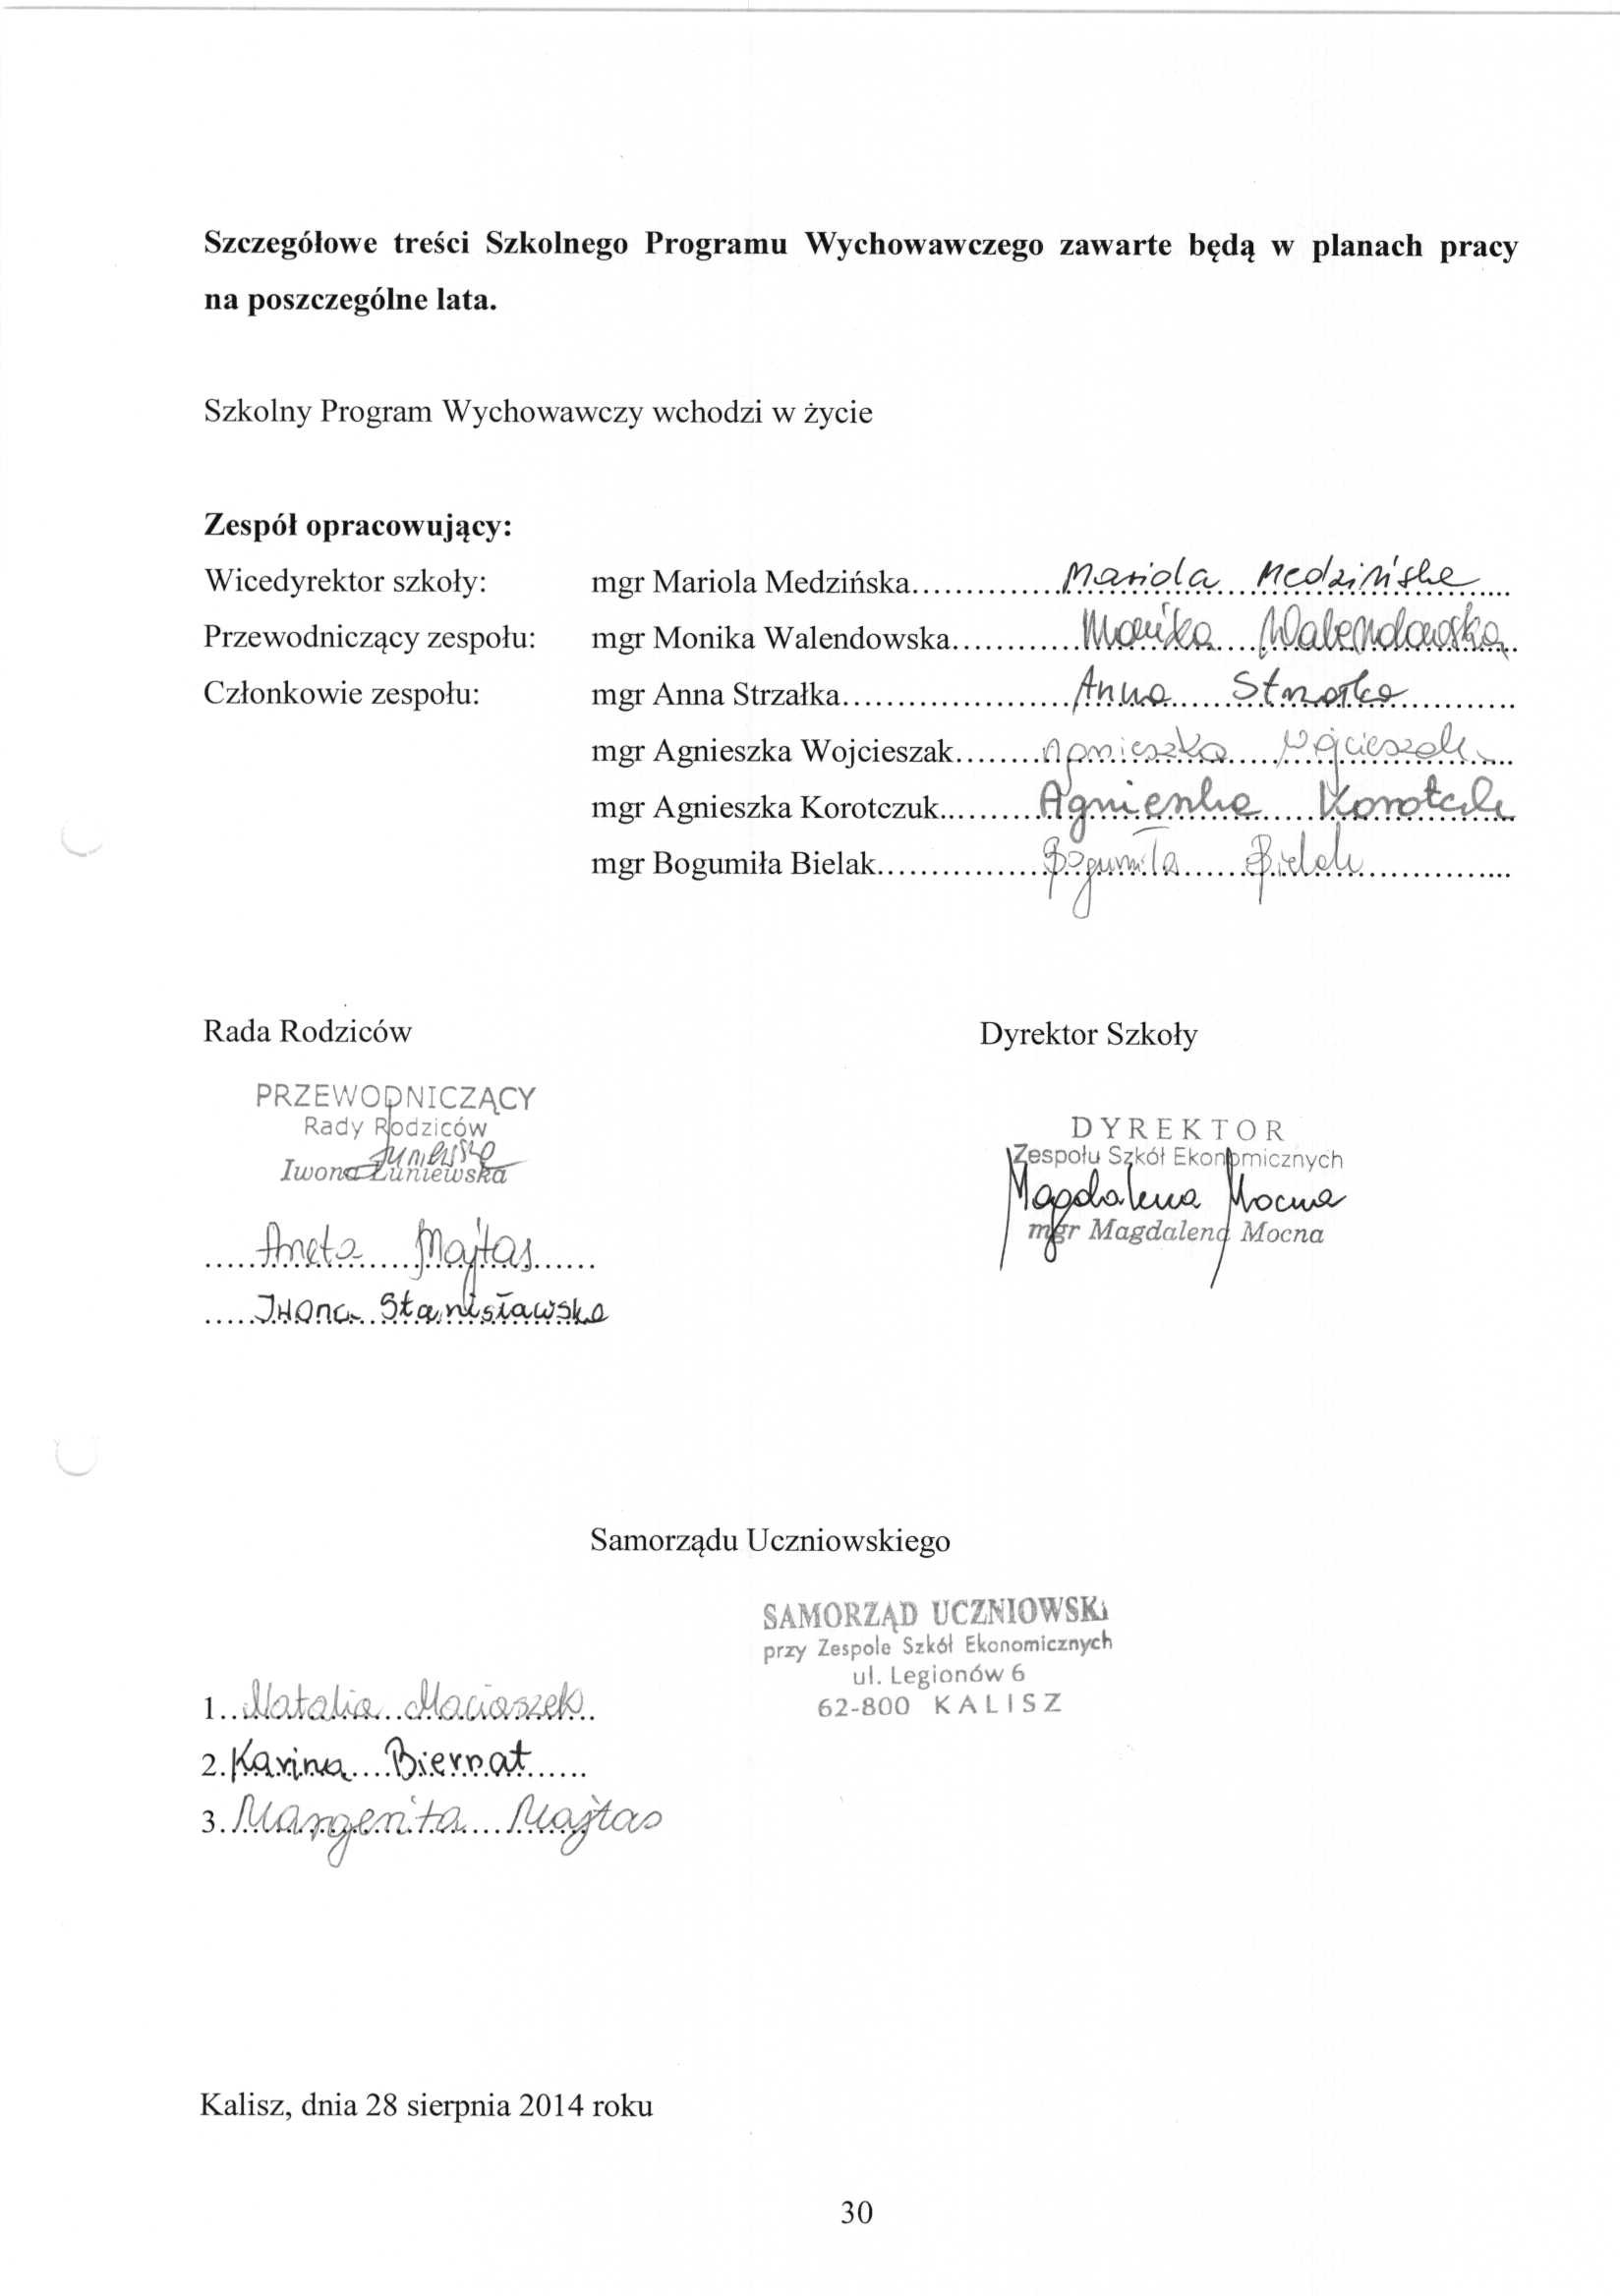 Szczegółowe treści Szkolnego Programu Wychowawczego zawarte będą w planach pracy
na poszczególne lata.
Szkolny Program Wychowawczy wchodzi w życie
Zespół opracowujący:
Wicedyrektor szkoły: mgr Mariola Medzińska.............Mariola Medzińska....
Przewodniczący zespołu: mgr Monika Walendowska............Monika....Walendowska.
Członkowie zespołu: mgr Anna Strzałka....................Anna......Strzałka..........
mgr Agnieszka Wojcieszak........Agnieszka.....Wojcieszak...
mgr Agnieszka Korotczuk..........Agnieszka.....Korotczuk
mgr Bogumiła Bielak...............Bogumiła......Bielak.............
Rada Rodziców Dyrektor Szkoły
PRZEWODNICZĄCY
Rady Rodziców
Iwona Łuniewska
DYREKTOR
Zespołu Szkół Ekonomicznych
Magdalena Mocna
mgr Magdalena Mocna
.....Aneta.....Majtas......
.....Iwona..Stanisławska
Samorządu Uczniowskiego
SAMORZĄD UCZNIOWSKI
przy Zespole Szkół Ekonomicznych
ul. Legionów 6
62-800 KALISZ
1..Natalia..Maciaszek..
2.Karina....Biernat......
3.Margerita....Majtas
Kalisz, dnia 28 sierpnia 2014 roku
30